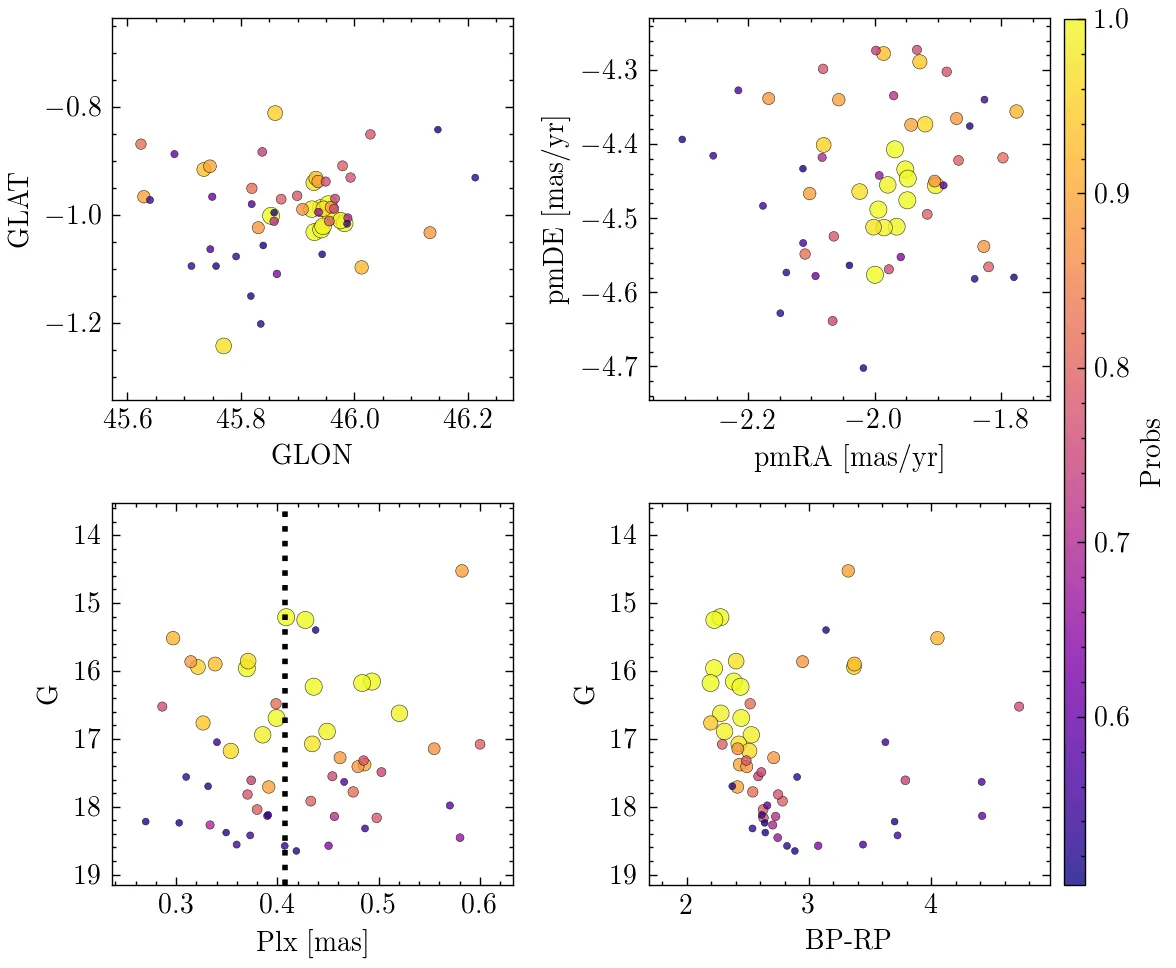 −0.8
−1.0
−1.2
GLAT
45.6 45.8 46.0 46.2
GLON
−4.3
−4.4
−4.5
−4.6
−4.7
pmDE [mas/yr]
−2.2 −2.0 −1.8
pmRA [mas/yr]
14
15
16
17
18
19
G
0.3 0.4 0.5 0.6
Plx [mas]
14
15
16
17
18
19
G
2 3 4
BP-RP
1.0
0.9
0.8
0.7
0.6
Probs